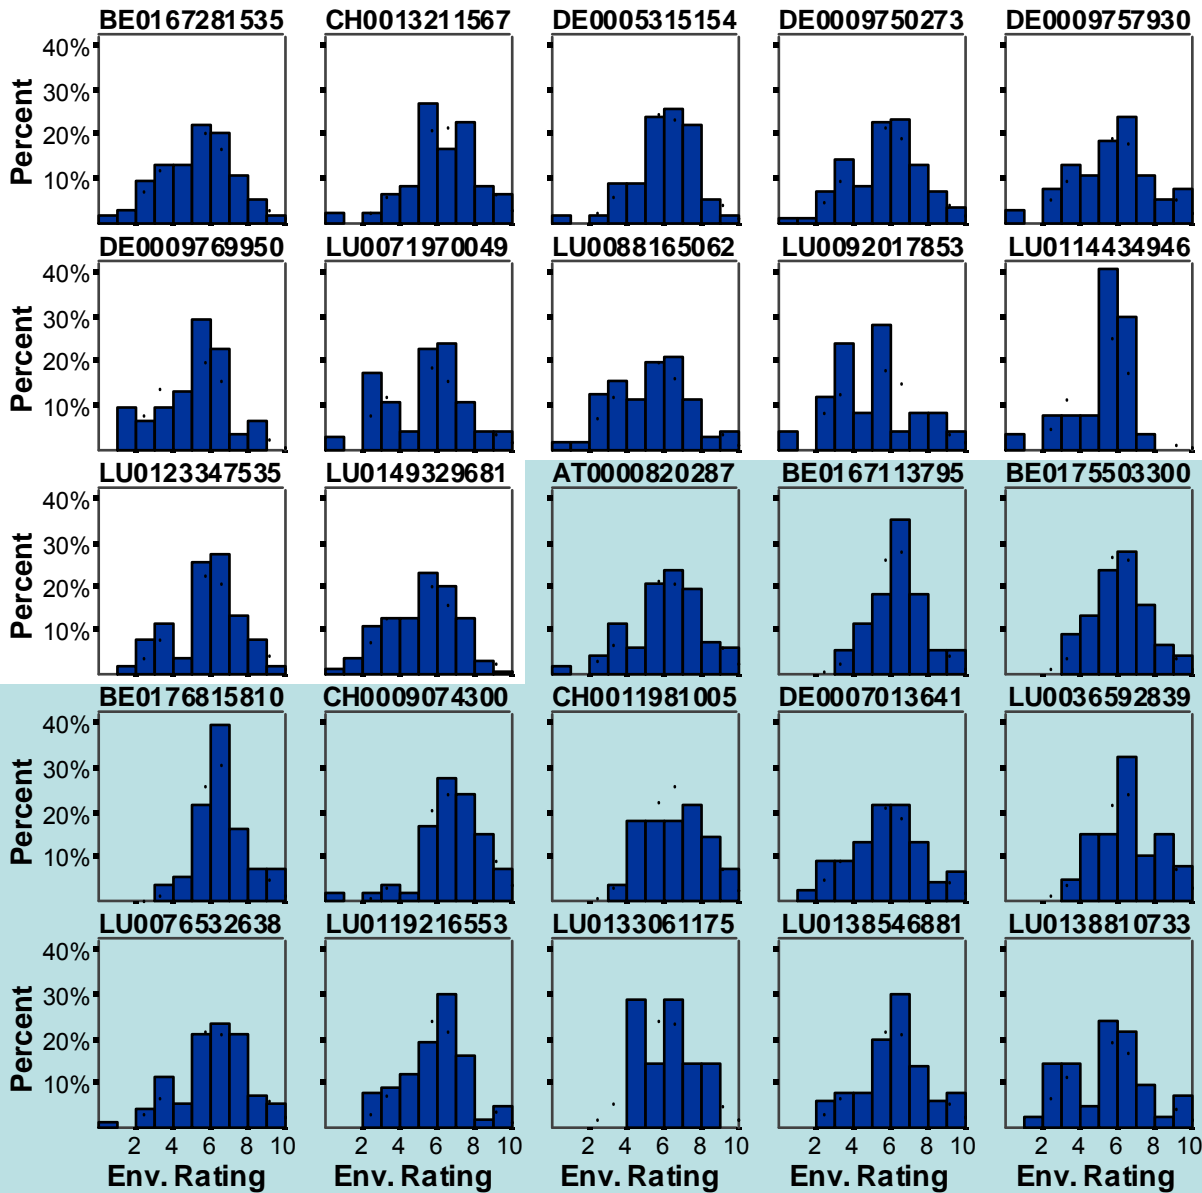 BE0167281535 CH0013211567 DE0005315154 DE0009750273 DE0009757930
40%
30%
20%
10%
Percent
DE0009769950 LU0071970049 LU0088165062 LU0092017853 LU0114434946
40%
30%
20%
10%
Percent
LU0123347535 LU0149329681 AT0000820287 BE0167113795 BE0175503300
40%
30%
20%
10%
Percent
BE0176815810 CH0009074300 CH0011981005 DE0007013641 LU0036592839
40%
30%
20%
10%
Percent
LU0076532638 LU0119216553 LU0133061175 LU0138546881 LU0138810733
40%
30%
20%
10%
Percent
2 4 6 8 10 2 4 6 8 10 2 4 6 8 10 2 4 6 8 10 2 4 6 8 10
Env. Rating Env. Rating Env. Rating Env. Rating Env. Rating